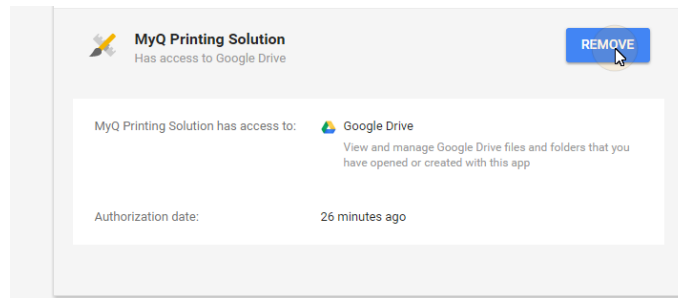 MyQ Printing Solution
Has access to Google Drive
REMOVE
MyQ Printing Solution has access to:
Google Drive
View and manage Google Drive files and folders that you
have opened or created with this app
Authorization date:
26 minutes ago